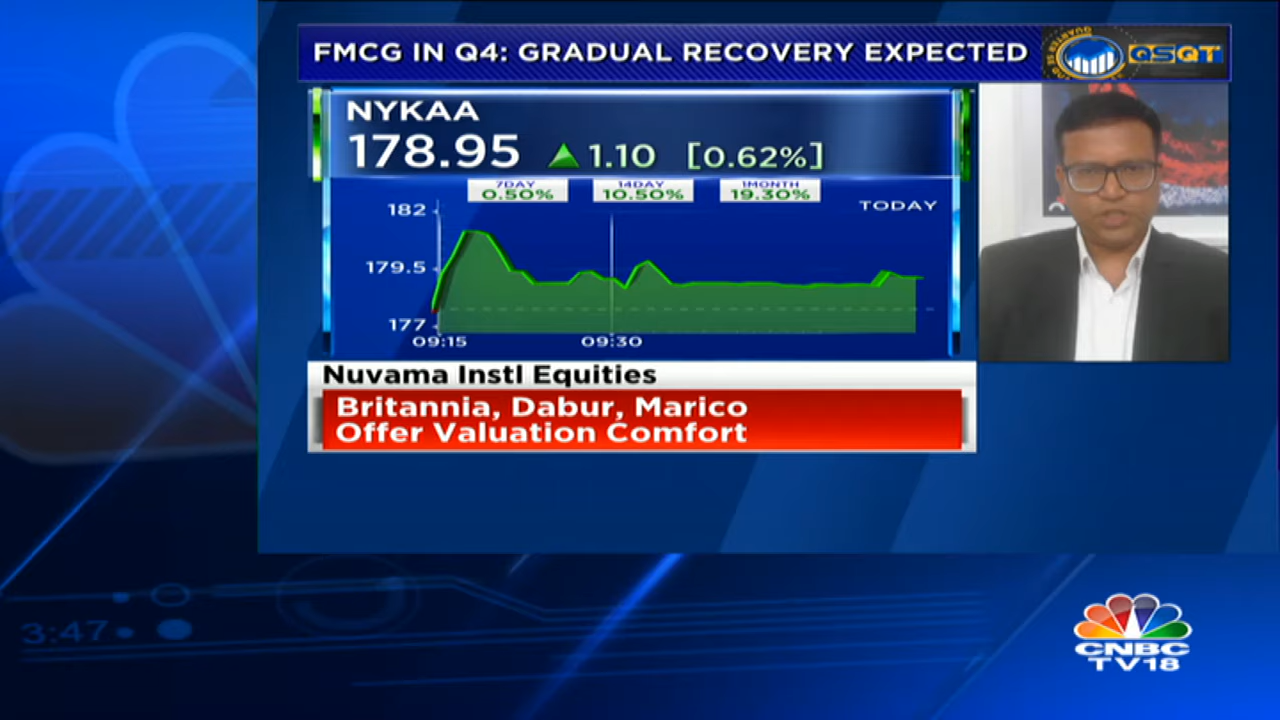 FMCG IN Q4: GRADUAL RECOVERY EXPECTED
QSQT
NYKAA
178.95 ▲ 1.10 [0.62%]
7DAY 14DAY 1MONTH
0.50% 10.50% 19.30%
TODAY
182
179.5
177
09:15 09:30
Nuvama Instl Equities
Britannia, Dabur, Marico
Offer Valuation Comfort
3:47
CNBC
TV18